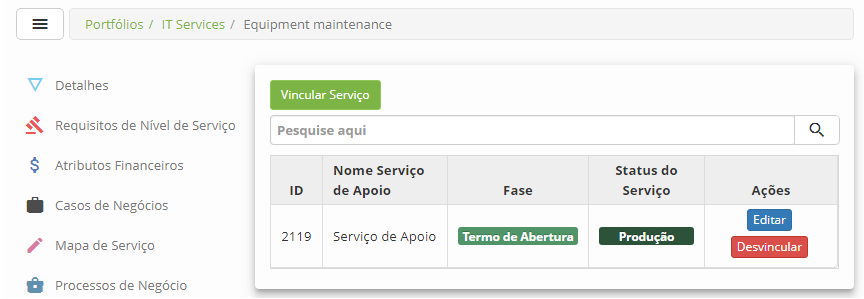 Portfólios / IT Services / Equipment maintenance
Detalhes
Requisitos de Nível de Serviço
Atributos Financeiros
Casos de Negócios
Mapa de Serviço
Processos de Negócio
Vincular Serviço
Pesquise aqui
ID
Nome Serviço
de Apoio
Fase
Status do
Serviço
Ações
2119
Serviço de Apoio
Termo de Abertura
Produção
Editar
Desvincular